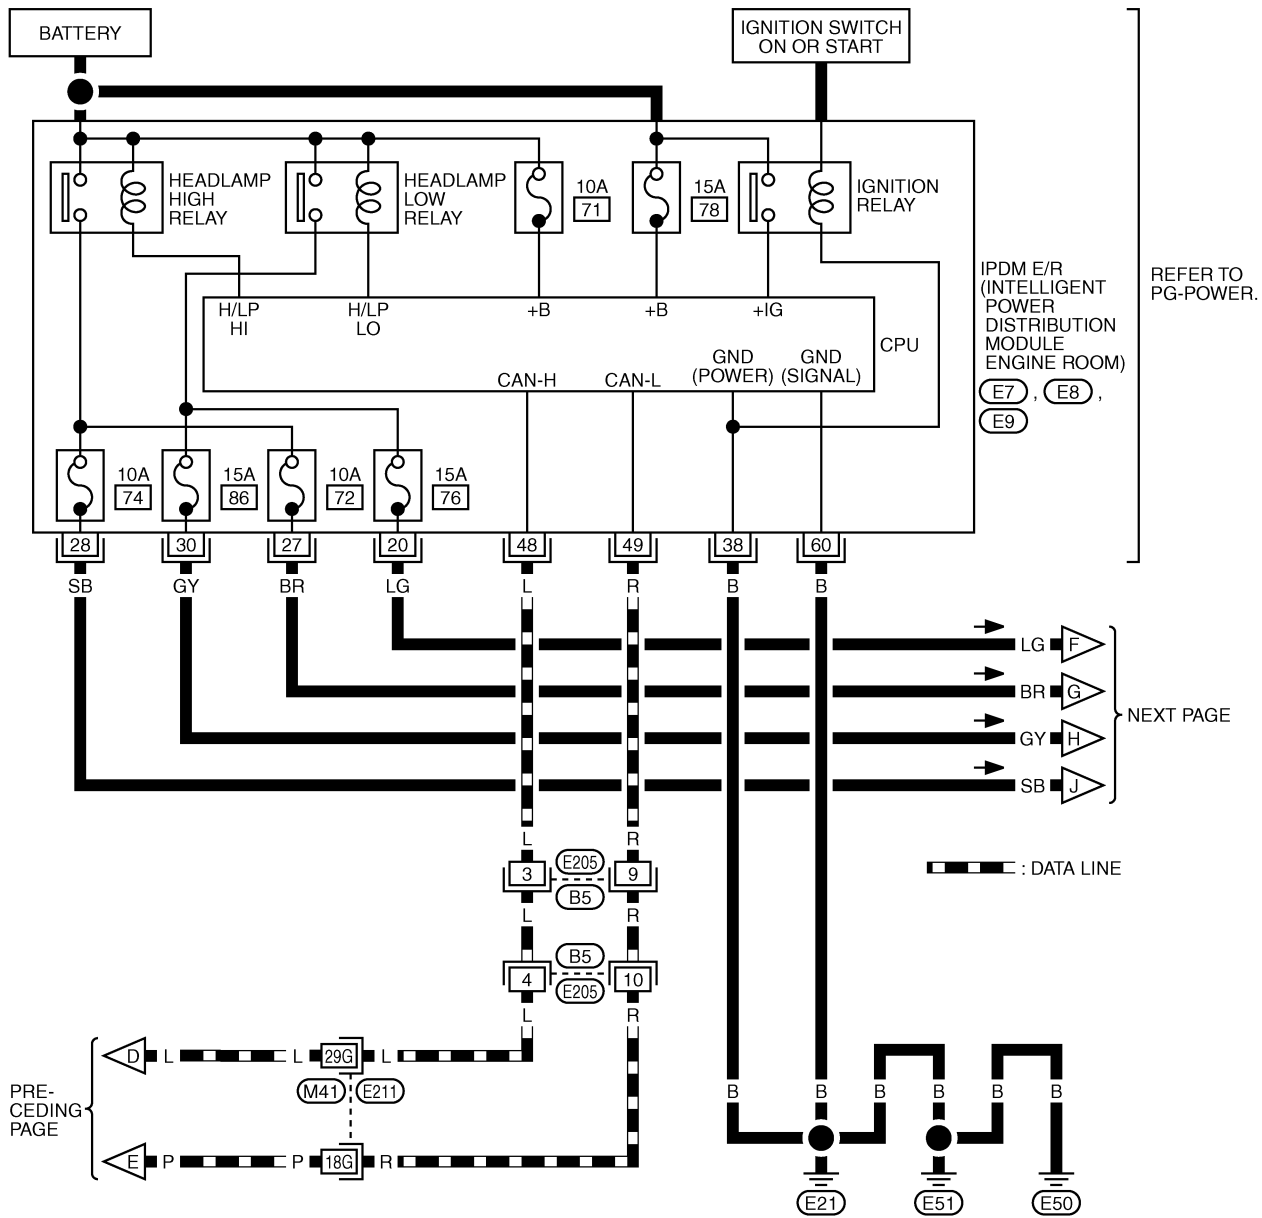 BATTERY
IGNITION SWITCH
ON OR START
HEADLAMP
HIGH
RELAY
HEADLAMP
LOW
RELAY
10A
71
15A
78
IGNITION
RELAY
IPDM E/R
(INTELLIGENT
POWER
DISTRIBUTION
MODULE
ENGINE ROOM)
E7 , E8 ,
E9
REFER TO
PG-POWER.
H/LP
HI
H/LP
LO
+B
+B
+IG
CPU
CAN-H
CAN-L
GND
(POWER)
GND
(SIGNAL)
10A
74
15A
86
10A
72
15A
76
28 30 27 20 48 49 38 60
SB GY BR LG L R B B
LG F
BR G
GY H
SB J
NEXT PAGE
L R
3 E205 9
B5
L R
: DATA LINE
B5
4 E205 10
L R
PRE-
CEDING
PAGE
D L L 29G L
M41 E211
E P P 18G R
B B B B B B
E21 E51 E50